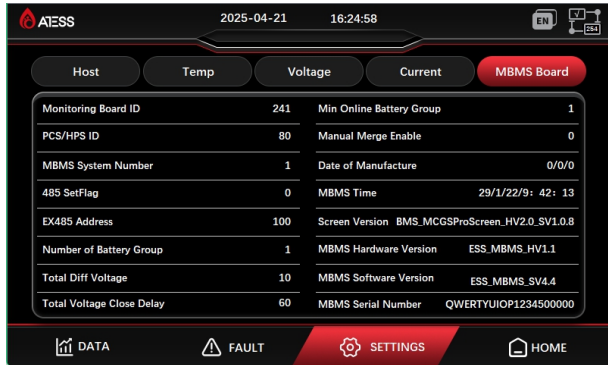 ATESS 2025-04-21 16:24:58 EN √ 254
Host Temp Voltage Current MBMS Board
Monitoring Board ID 241 Min Online Battery Group 1
PCS/HPS ID 80 Manual Merge Enable 0
MBMS System Number 1 Date of Manufacture 0/0/0
485 SetFlag 0 MBMS Time 29/1/22/9: 42: 13
EX485 Address 100 Screen Version BMS_MCGSProScreen_HV2.0_SV1.0.8
Number of Battery Group 1 MBMS Hardware Version ESS_MBMS_HV1.1
Total Diff Voltage 10 MBMS Software Version ESS_MBMS_SV4.4
Total Voltage Close Delay 60 MBMS Serial Number QWERTYUIOP1234500000
DATA FAULT SETTINGS HOME